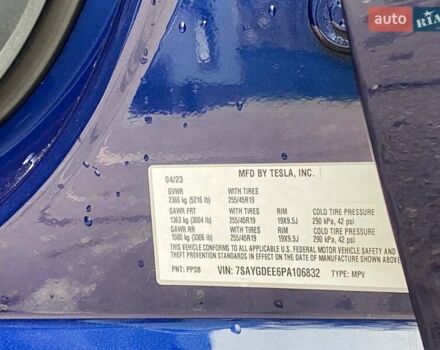 auto RIA
04/23 MFD BY TESLA, INC.
GVWR WITH TIRES
2366 kg (5216 lb) 255/45R19
GAWR FRT WITH TIRES RIM COLD TIRE PRESSURE
1363 kg (3004 lb) 255/45R19 19X9.5J 290 kPa, 42 psi
GAWR RR WITH TIRES RIM COLD TIRE PRESSURE
1500 kg (3306 lb) 255/45R19 19X9.5J 290 kPa, 42 psi
THIS VEHICLE CONFORMS TO ALL APPLICABLE FEDERAL MOTOR VEHICLE SAFETY AND
THEFT PREVENTION STANDARDS IN EFFECT ON THE DATE OF MANUFACTURE SHOWN ABOVE.
PNT: PPSB VIN: 7SAYGDEE6PA106832 TYPE: MPV